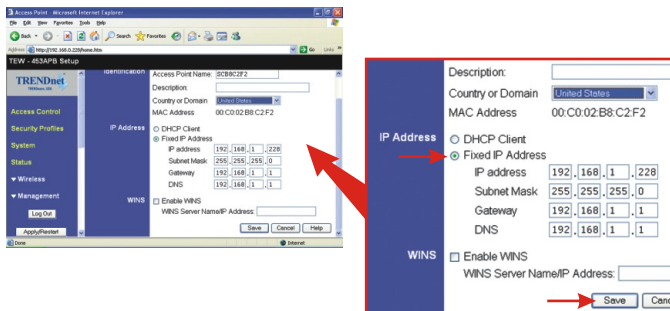 Access Point - Microsoft Internet Explorer
File Edit View Favorites Tools Help
Back Search Favorites
Address http://192.168.0.228/home.htm Go Links
TEW - 453APB Setup
TRENDnet
Access Control
Security Profiles
System
Status
Wireless
Management
Log Out
Apply/Restart
Identification
Access Point Name: SCB8C2F2
Description:
Country or Domain United States
MAC Address 00:C0:02:B8:C2:F2
IP Address
DHCP Client
Fixed IP Address
IP address 192 . 168 . 1 . 228
Subnet Mask 255 . 255 . 255 . 0
Gateway 192 . 168 . 1 . 1
DNS 192 . 168 . 1 . 1
WINS
Enable WINS
WINS Server Name/IP Address:
Save Cancel Help
Done Internet
Description:
Country or Domain United States
MAC Address 00:C0:02:B8:C2:F2
IP Address
DHCP Client
Fixed IP Address
IP address 192 . 168 . 1 . 228
Subnet Mask 255 . 255 . 255 . 0
Gateway 192 . 168 . 1 . 1
DNS 192 . 168 . 1 . 1
WINS
Enable WINS
WINS Server Name/IP Address:
Save Canc